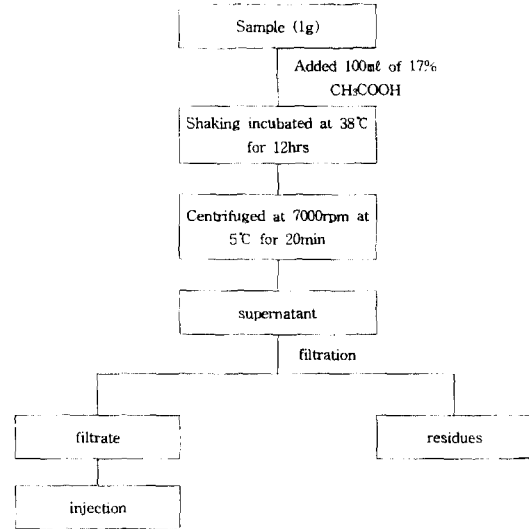 Sample (1g)
Added 100㎖ of 17%
CH₃COOH
Shaking incubated at 38℃
for 12hrs
Centrifuged at 7000rpm at
5℃ for 20min
supernatant
filtration
filtrate
residues
injection